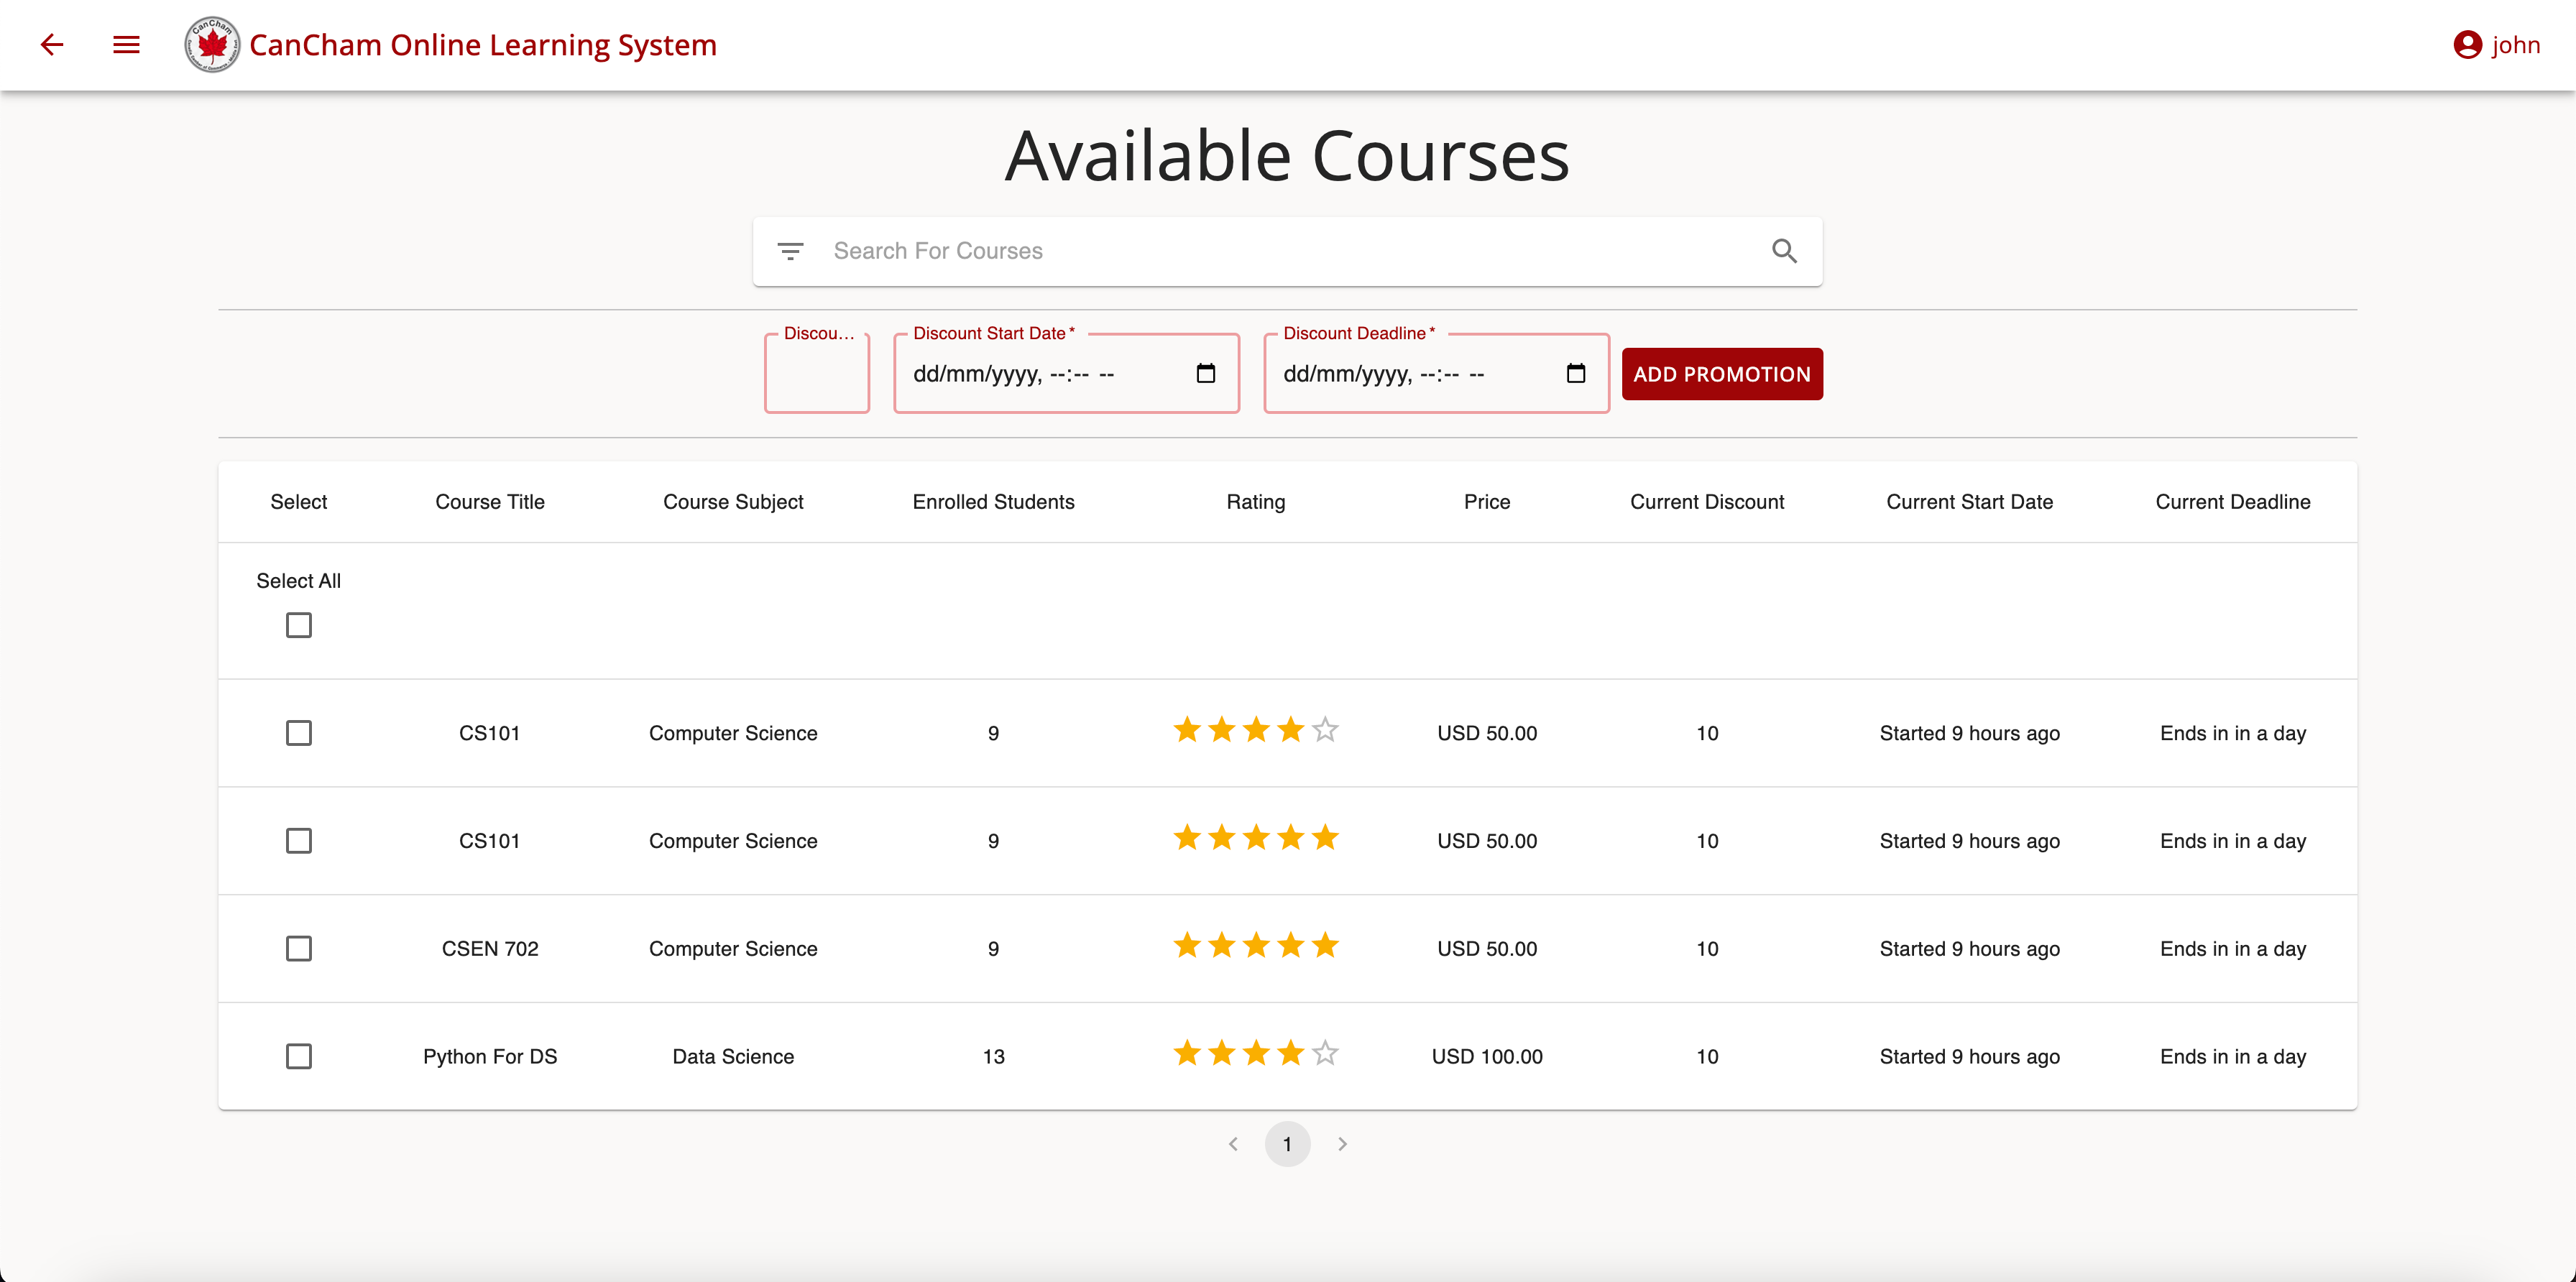 CanCham
CanCham Online Learning System
john
Available Courses
Search For Courses
Discou... Discount Start Date * Discount Deadline *
dd/mm/yyyy, --:-- -- dd/mm/yyyy, --:-- -- ADD PROMOTION
Select Course Title Course Subject Enrolled Students Rating Price Current Discount Current Start Date Current Deadline
Select All
CS101 Computer Science 9 USD 50.00 10 Started 9 hours ago Ends in in a day
CS101 Computer Science 9 USD 50.00 10 Started 9 hours ago Ends in in a day
CSEN 702 Computer Science 9 USD 50.00 10 Started 9 hours ago Ends in in a day
Python For DS Data Science 13 USD 100.00 10 Started 9 hours ago Ends in in a day
1